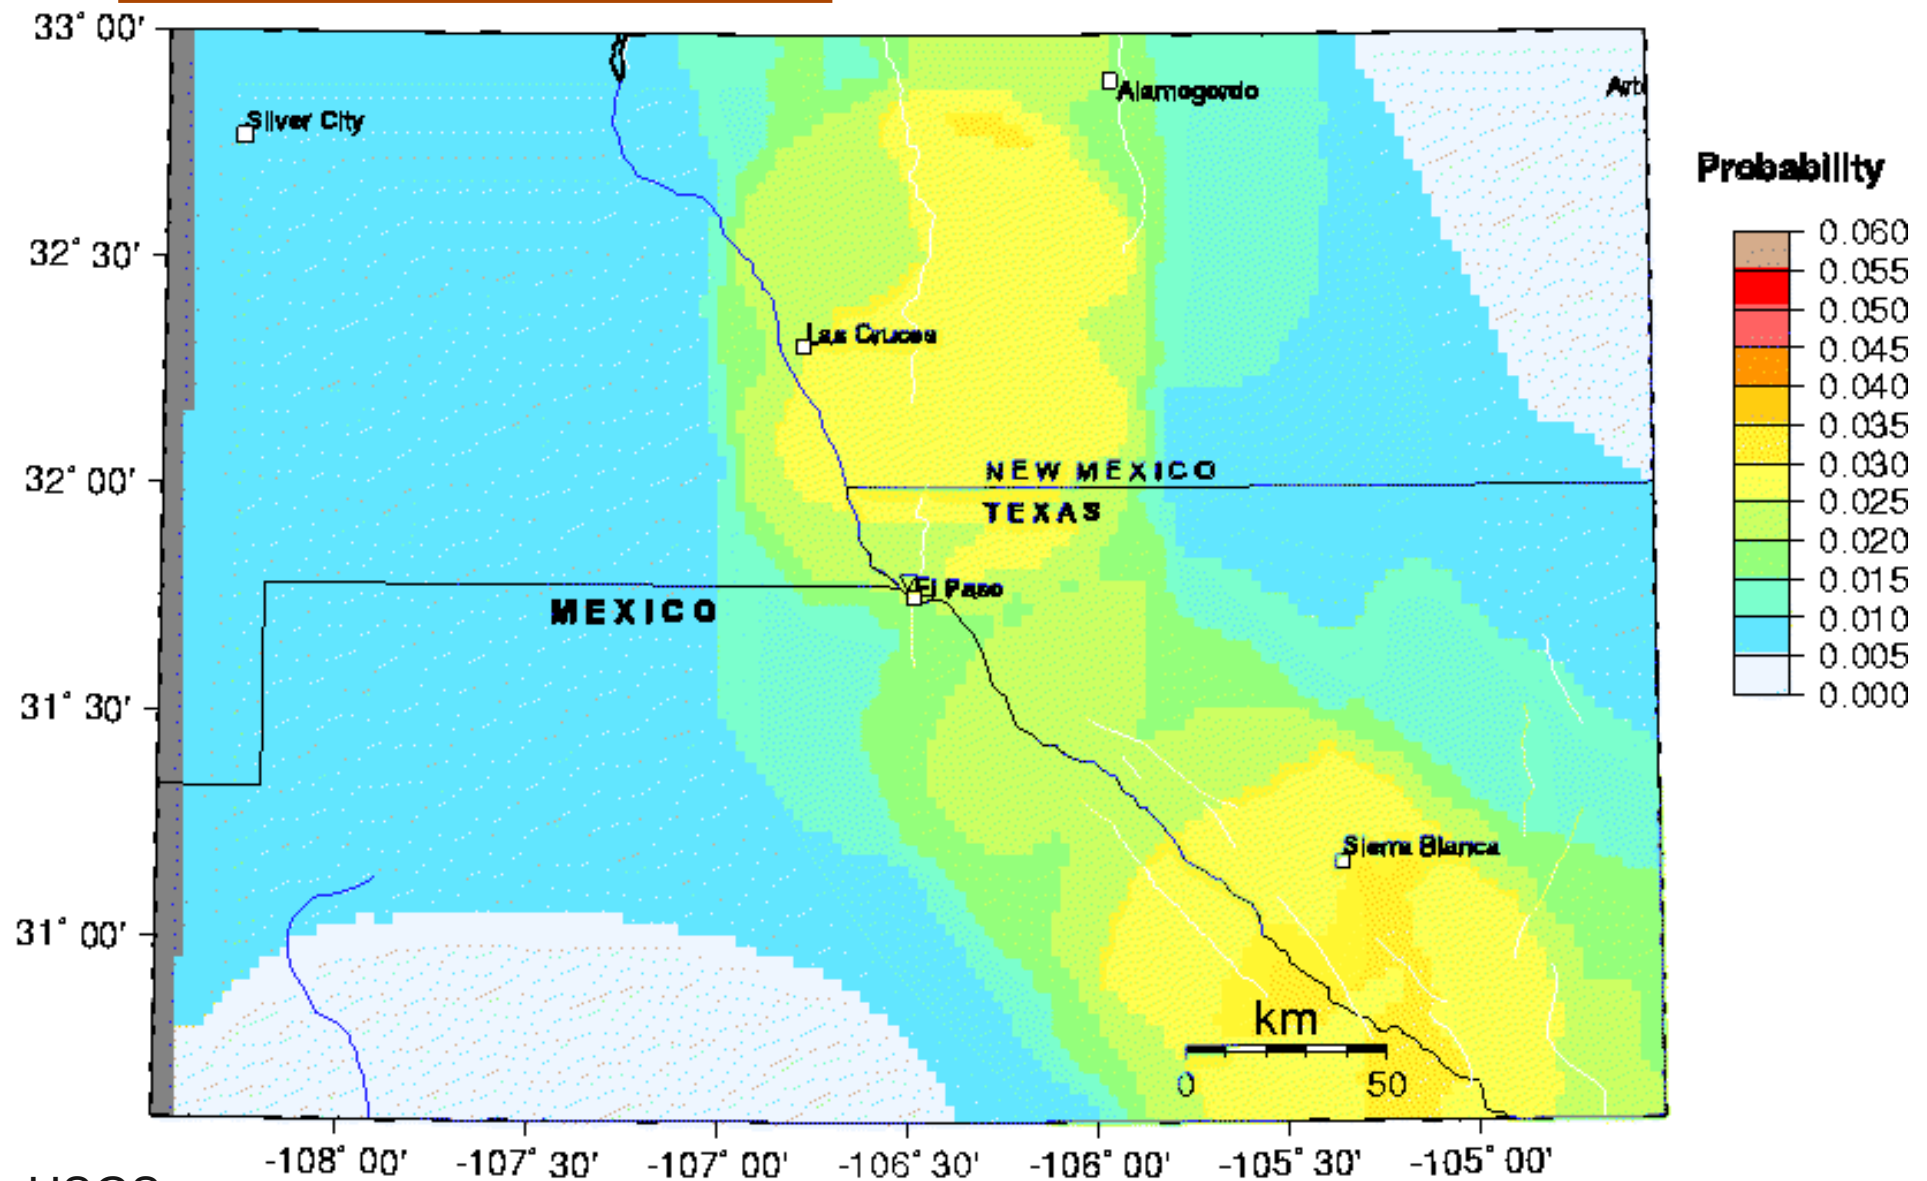 33° 00'
Alamogordo
Silver City
Probability
0.060
0.055
0.050
0.045
0.040
0.035
0.030
0.025
0.020
0.015
0.010
0.005
0.000
32° 30'
Las Cruces
32° 00'
NEW MEXICO
TEXAS
El Paso
MEXICO
31° 30'
Sierra Blanca
31° 00'
km
0 50
-108° 00' -107° 30' -107° 00' -106° 30' -106° 00' -105° 30' -105° 00'